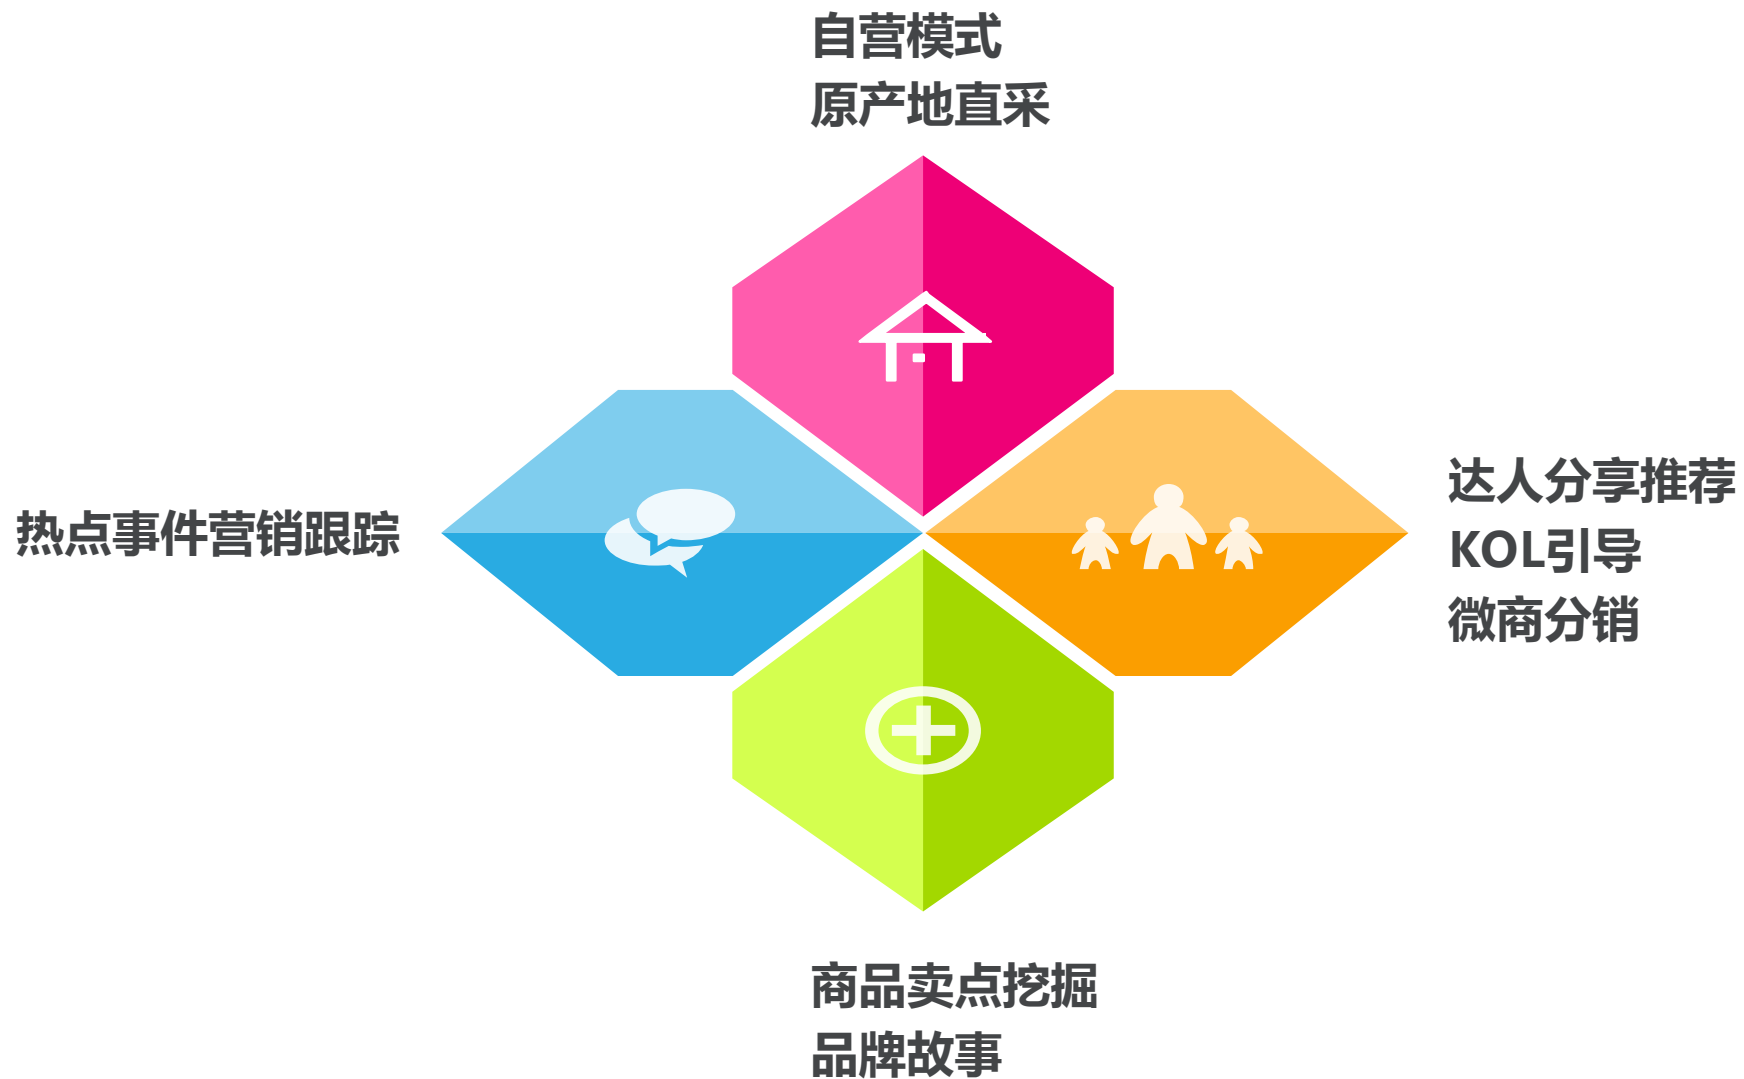 自营模式
原产地直采
热点事件营销跟踪
达人分享推荐
KOL引导
微商分销
商品卖点挖掘
品牌故事